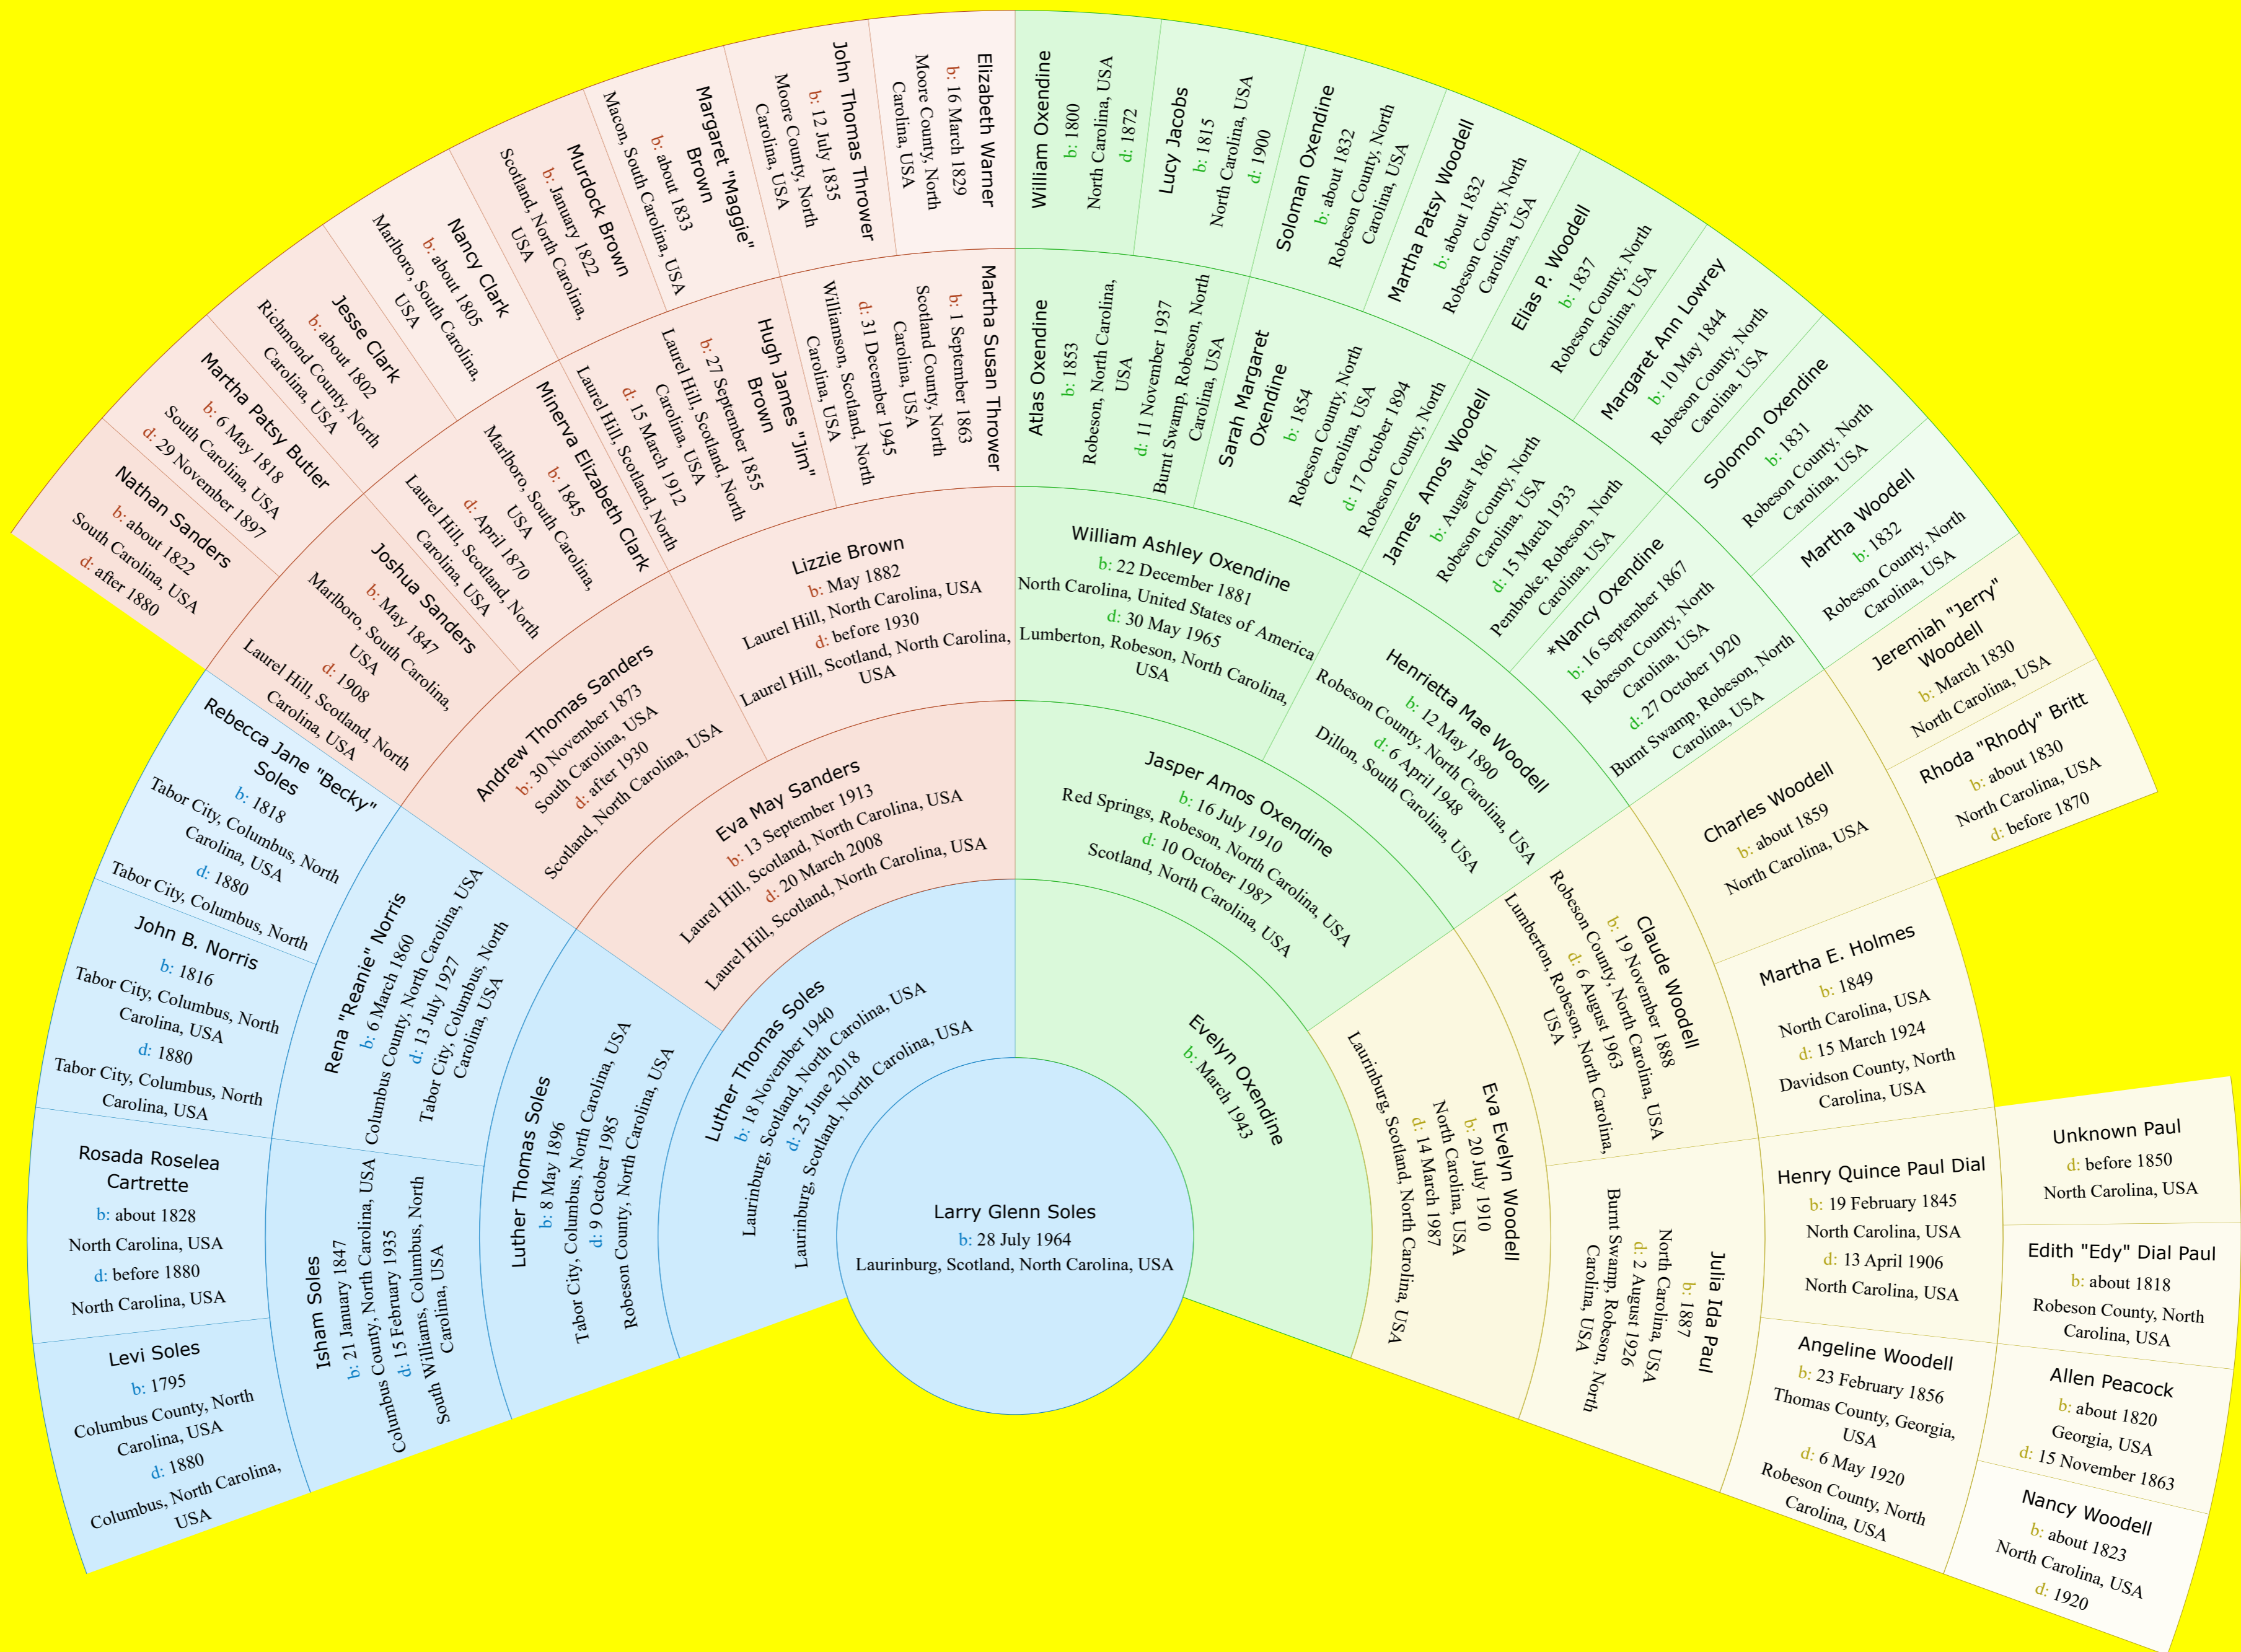 Larry Glenn Soles
b: 28 July 1964
Laurinburg, Scotland, North Carolina, USA
Luther Thomas Soles
b: 18 November 1940
Laurinburg, Scotland, North Carolina, USA
d: 25 June 2018
Laurinburg, Scotland, North Carolina, USA
Evelyn Oxendine
b: March 1943
Luther Thomas Soles
b: 8 May 1896
Tabor City, Columbus, North Carolina, USA
d: 9 October 1985
Robeson County, North Carolina, USA
Eva May Sanders
b: 13 September 1913
Laurel Hill, Scotland, North Carolina, USA
d: 20 March 2008
Laurel Hill, Scotland, North Carolina, USA
Jasper Amos Oxendine
b: 16 July 1910
Red Springs, Robeson, North Carolina, USA
d: 10 October 1987
Scotland, North Carolina, USA
Eva Evelyn Woodell
b: 20 July 1910
North Carolina, USA
d: 14 March 1987
Laurinburg, Scotland, North Carolina, USA
Isham Soles
b: 21 January 1847
Columbus County, North Carolina, USA
d: 15 February 1935
South Williams, Columbus, North
Carolina, USA
Rena "Reanie" Norris
b: 6 March 1860
Columbus County, North Carolina, USA
d: 13 July 1927
Tabor City, Columbus, North
Carolina, USA
Andrew Thomas Sanders
b: 30 November 1873
South Carolina, USA
d: after 1930
Scotland, North Carolina, USA
Lizzie Brown
b: May 1882
Laurel Hill, North Carolina, USA
d: before 1930
Laurel Hill, Scotland, North Carolina,
USA
William Ashley Oxendine
b: 22 December 1881
North Carolina, United States of America
d: 30 May 1965
Lumberton, Robeson, North Carolina,
USA
Henrietta Mae Woodell
b: 12 May 1890
Robeson County, North Carolina, USA
d: 6 April 1948
Dillon, South Carolina, USA
Claude Woodell
b: 19 November 1888
Robeson County, North Carolina, USA
d: 6 August 1963
Lumberton, Robeson, North Carolina,
USA
Julia Ida Paul
b: 1887
North Carolina, USA
d: 2 August 1926
Burnt Swamp, Robeson, North
Carolina, USA
Levi Soles
b: 1795
Columbus County, North
Carolina, USA
d: 1880
Columbus, North Carolina,
USA
Rosada Roselea
Cartrette
b: about 1828
North Carolina, USA
d: before 1880
North Carolina, USA
John B. Norris
b: 1816
Tabor City, Columbus, North
Carolina, USA
d: 1880
Tabor City, Columbus, North
Carolina, USA
Rebecca Jane "Becky"
Soles
b: 1818
Tabor City, Columbus, North
Carolina, USA
d: 1880
Tabor City, Columbus, North
Joshua Sanders
b: May 1847
Marlboro, South Carolina,
USA
d: 1908
Laurel Hill, Scotland, North
Carolina, USA
Minerva Elizabeth Clark
b: 1845
Marlboro, South Carolina,
USA
d: April 1870
Laurel Hill, Scotland, North
Carolina, USA
Hugh James "Jim"
Brown
b: 27 September 1855
Laurel Hill, Scotland, North
Carolina, USA
d: 15 March 1912
Laurel Hill, Scotland, North
Martha Susan Thrower
b: 1 September 1863
Scotland County, North
Carolina, USA
d: 31 December 1945
Williamson, Scotland, North
Carolina, USA
Atlas Oxendine
b: 1853
Robeson, North Carolina,
USA
d: 11 November 1937
Burnt Swamp, Robeson, North
Carolina, USA
Sarah Margaret
Oxendine
b: 1854
Robeson County, North
Carolina, USA
d: 17 October 1894
Robeson County, North
James Amos Woodell
b: August 1861
Robeson County, North
Carolina, USA
d: 15 March 1933
Pembroke, Robeson, North
Carolina, USA
*Nancy Oxendine
b: 16 September 1867
Robeson County, North
Carolina, USA
d: 27 October 1920
Burnt Swamp, Robeson, North
Carolina, USA
Charles Woodell
b: about 1859
North Carolina, USA
Martha E. Holmes
b: 1849
North Carolina, USA
d: 15 March 1924
Davidson County, North
Carolina, USA
Henry Quince Paul Dial
b: 19 February 1845
North Carolina, USA
d: 13 April 1906
North Carolina, USA
Angeline Woodell
b: 23 February 1856
Thomas County, Georgia,
USA
d: 6 May 1920
Robeson County, North
Carolina, USA
Nathan Sanders
b: about 1822
South Carolina, USA
d: after 1880
Martha Patsy Butler
b: 6 May 1818
South Carolina, USA
d: 29 November 1897
Jesse Clark
b: about 1802
Richmond County, North
Carolina, USA
Nancy Clark
b: about 1805
Marlboro, South Carolina,
USA
Murdock Brown
b: January 1822
Scotland, North Carolina,
USA
Margaret "Maggie"
Brown
b: about 1833
Macon, South Carolina, USA
John Thomas Thrower
b: 12 July 1835
Moore County, North
Carolina, USA
Elizabeth Warner
b: 16 March 1829
Moore County, North
Carolina, USA
William Oxendine
b: 1800
North Carolina, USA
d: 1872
Lucy Jacobs
b: 1815
North Carolina, USA
d: 1900
Soloman Oxendine
b: about 1832
Robeson County, North
Carolina, USA
Martha Patsy Woodell
b: about 1832
Robeson County, North
Carolina, USA
Elias P. Woodell
b: 1837
Robeson County, North
Carolina, USA
Margaret Ann Lowrey
b: 10 May 1844
Robeson County, North
Carolina, USA
Solomon Oxendine
b: 1831
Robeson County, North
Carolina, USA
Martha Woodell
b: 1832
Robeson County, North
Carolina, USA
Jeremiah "Jerry"
Woodell
b: March 1830
North Carolina, USA
Rhoda "Rhody" Britt
b: about 1830
North Carolina, USA
d: before 1870
Unknown Paul
d: before 1850
North Carolina, USA
Edith "Edy" Dial Paul
b: about 1818
Robeson County, North
Carolina, USA
Allen Peacock
b: about 1820
Georgia, USA
d: 15 November 1863
Nancy Woodell
b: about 1823
North Carolina, USA
d: 1920